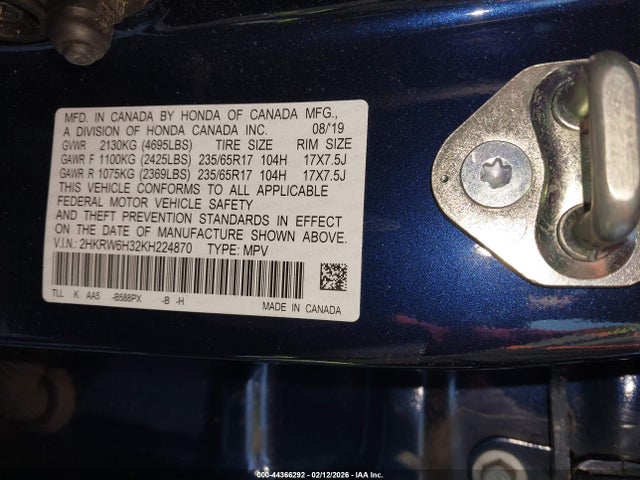 MFD. IN CANADA BY HONDA OF CANADA MFG.,
A DIVISION OF HONDA CANADA INC. 08/'19
GVWR 2130KG (4695LBS) TIRE SIZE RIM SIZE
GAWR F 1100KG (2425LBS) 235/65R17 104H 17X7.5J
GAWR R 1075KG (2369LBS) 235/65R17 104H 17X7.5J
THIS VEHICLE CONFORMS TO ALL APPLICABLE
FEDERAL MOTOR VEHICLE SAFETY
AND THEFT PREVENTION STANDARDS IN EFFECT
ON THE DATE OF MANUFACTURE SHOWN ABOVE.
V.I.N.: 2HKRW6H32KH224870 TYPE: MPV
TLL K AA5 -B588PX -B -H
MADE IN CANADA
000-44366292 - 02/12/2026 - IAA Inc.